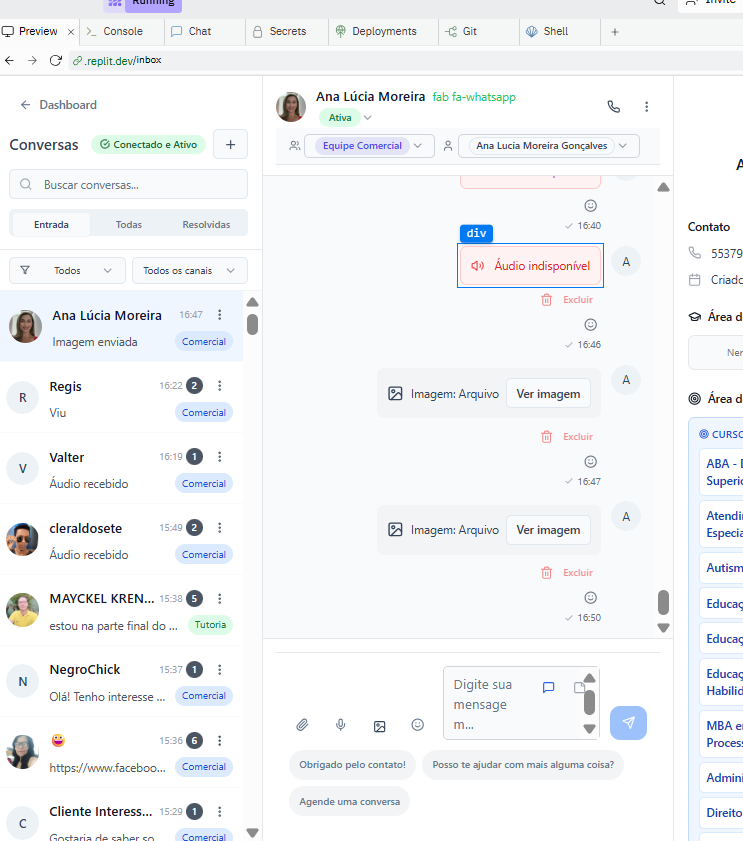 Running
Invite
Preview
Console
Chat
Secrets
Deployments
Git
Shell
.replit.dev/inbox
Dashboard
Conversas
Conectado e Ativo
Buscar conversas...
Entrada
Todas
Resolvidas
Todos
Todos os canais
Ana Lúcia Moreira
16:47
Imagem enviada
Comercial
R
Regis
16:22
2
Viu
Comercial
V
Valter
16:19
1
Áudio recebido
Comercial
cleraldosete
15:49
2
Áudio recebido
Comercial
MAYCKEL KREN...
15:38
5
estou na parte final do ...
Tutoria
N
NegroChick
15:37
1
Olá! Tenho interesse ...
Comercial
😜
15:36
6
https://www.faceboo...
Comercial
C
Cliente Interess...
15:29
1
Gostaria de saber so
Comercial
Ana Lúcia Moreira
fab fa-whatsapp
Ativa
Equipe Comercial
Ana Lucia Moreira Gonçalves
16:40
div
Áudio indisponível
A
Excluir
16:46
Imagem: Arquivo
Ver imagem
A
Excluir
16:47
Imagem: Arquivo
Ver imagem
A
Excluir
16:50
Digite sua
mensage
m...
Obrigado pelo contato!
Posso te ajudar com mais alguma coisa?
Agende uma conversa
A
Contato
55379
Criado
Área d
Ner
Área d
CURSO
ABA - 
Superio
Atendi
Especia
Autism
Educaç
Educaç
Educaç
Habilid
MBA e
Proces
Admini
Direito